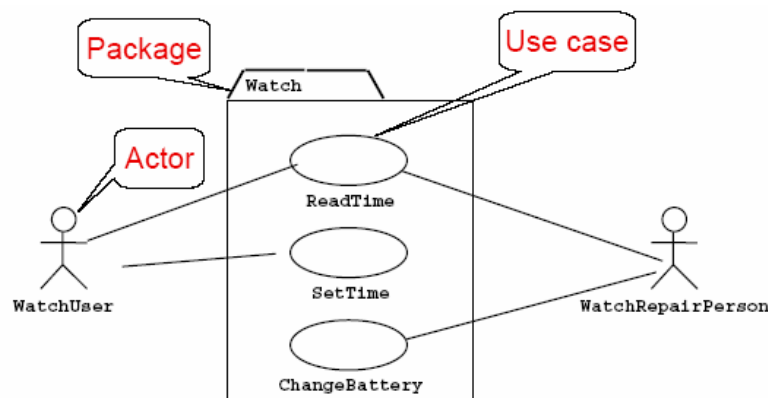 Package
Use case
Watch
Actor
ReadTime
SetTime
WatchUser
WatchRepairPerson
ChangeBattery